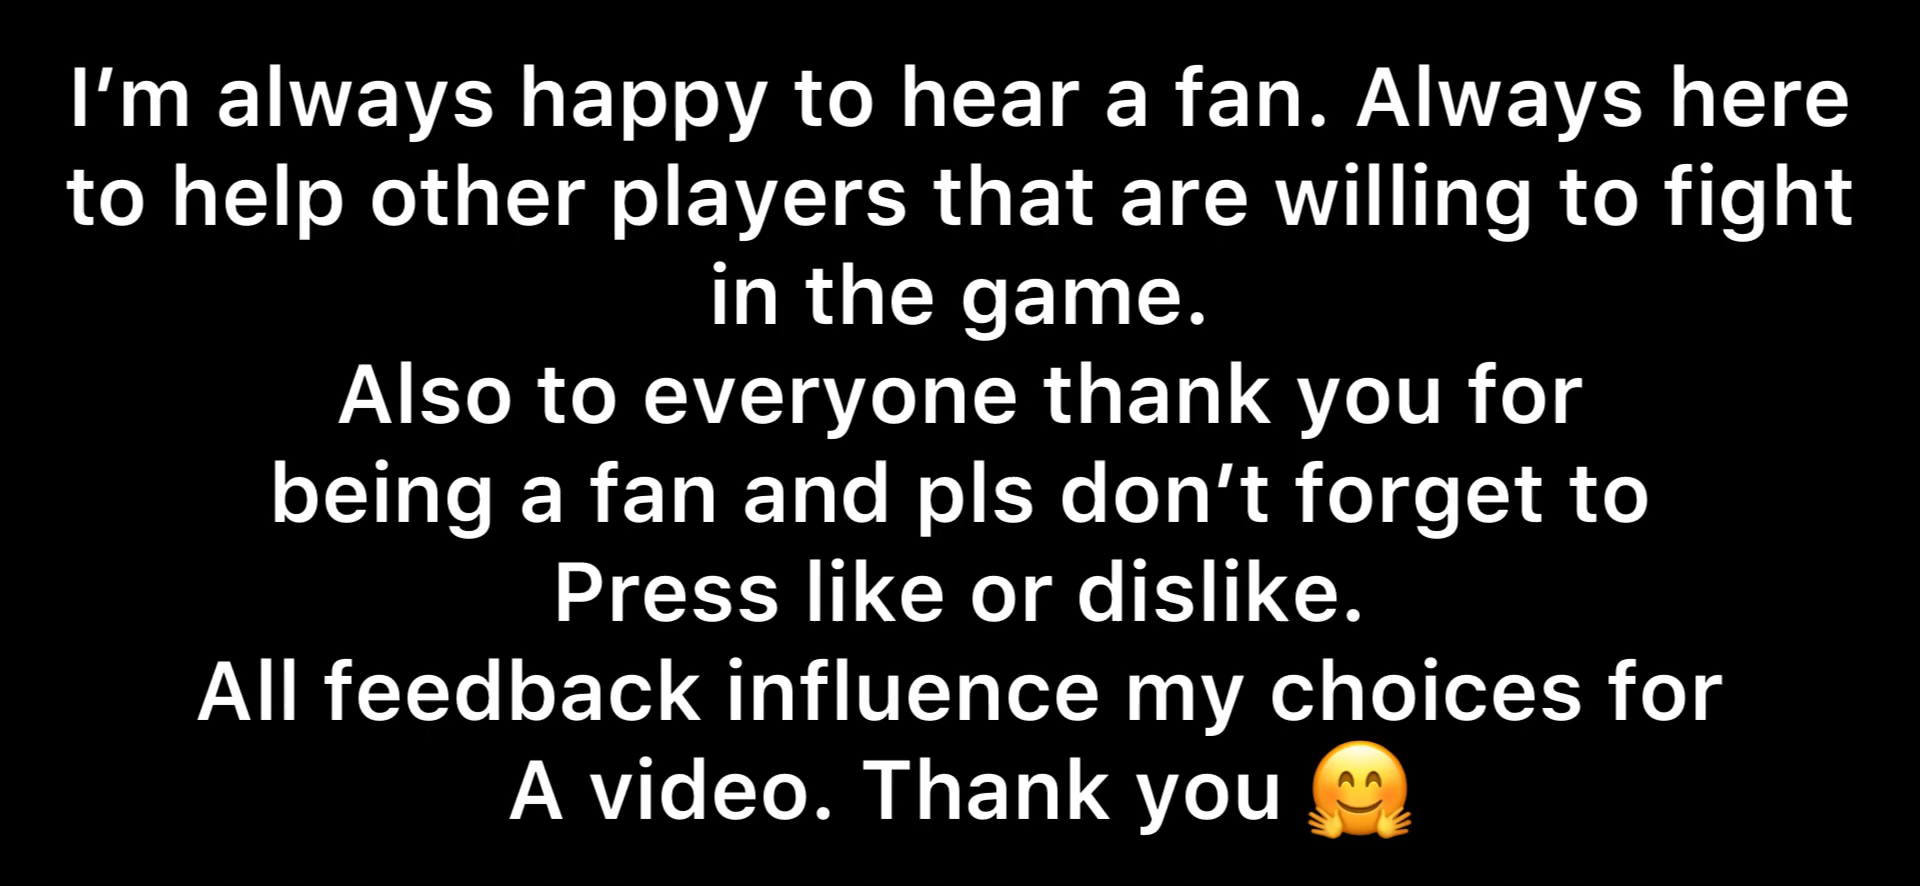 I’m always happy to hear a fan. Always here
to help other players that are willing to fight
in the game.
Also to everyone thank you for
being a fan and pls don’t forget to
Press like or dislike.
All feedback influence my choices for
A video. Thank you 🤗